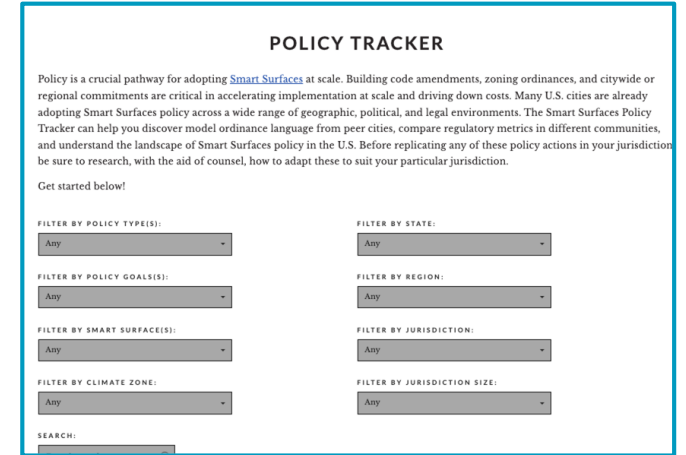 POLICY TRACKER
Policy is a crucial pathway for adopting Smart Surfaces at scale. Building code amendments, zoning ordinances, and citywide or
regional commitments are critical in accelerating implementation at scale and driving down costs. Many U.S. cities are already
adopting Smart Surfaces policy across a wide range of geographic, political, and legal environments. The Smart Surfaces Policy
Tracker can help you discover model ordinance language from peer cities, compare regulatory metrics in different communities,
and understand the landscape of Smart Surfaces policy in the U.S. Before replicating any of these policy actions in your jurisdiction
be sure to research, with the aid of counsel, how to adapt these to suit your particular jurisdiction.
Get started below!
FILTER BY POLICY TYPE(S):
Any
FILTER BY STATE:
Any
FILTER BY POLICY GOALS(S):
Any
FILTER BY REGION:
Any
FILTER BY SMART SURFACE(S):
Any
FILTER BY JURISDICTION:
Any
FILTER BY CLIMATE ZONE:
Any
FILTER BY JURISDICTION SIZE:
Any
SEARCH: